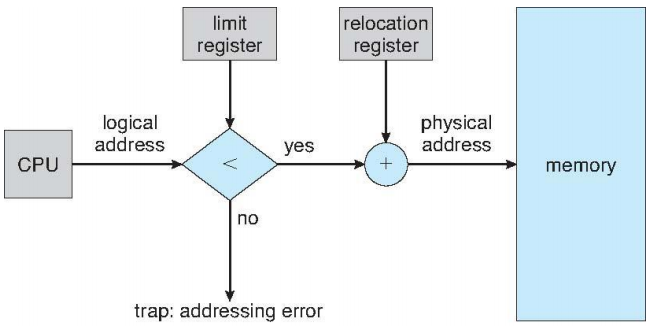 limit
register
relocation
register
logical
address
CPU
<
yes
+
physical
address
memory
no
trap: addressing error